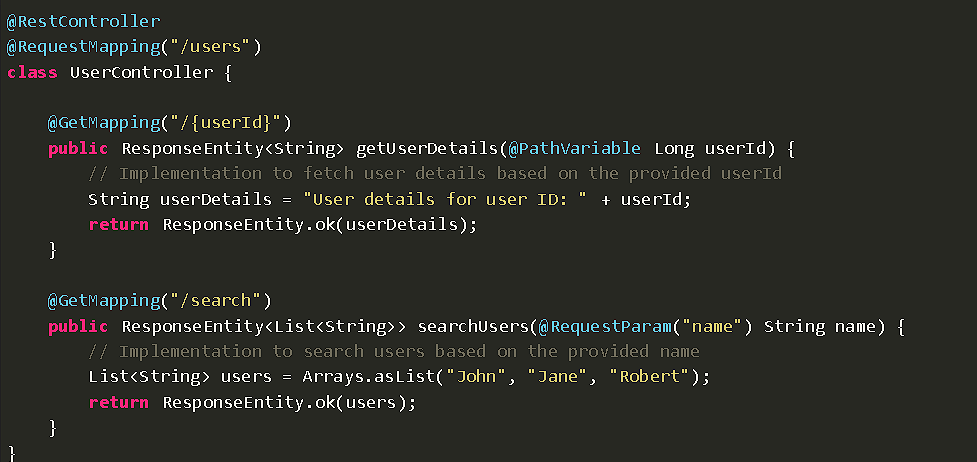 @RestController
@RequestMapping("/users")
class UserController {
@GetMapping("/{userId}")
public ResponseEntity<String> getUserDetails(@PathVariable Long userId) {
// Implementation to fetch user details based on the provided userId
String userDetails = "User details for user ID: " + userId;
return ResponseEntity.ok(userDetails);
}
@GetMapping("/search")
public ResponseEntity<List<String>> searchUsers(@RequestParam("name") String name) {
// Implementation to search users based on the provided name
List<String> users = Arrays.asList("John", "Jane", "Robert");
return ResponseEntity.ok(users);
}
}